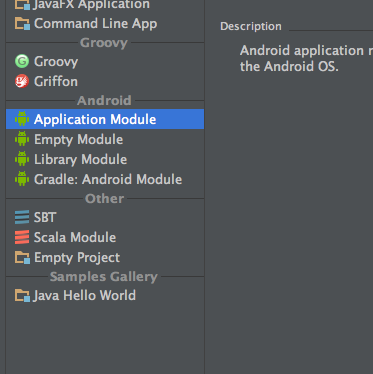 JavaFX Application
Command Line App
Groovy
Groovy
Griffon
Android
Application Module
Empty Module
Library Module
Gradle: Android Module
Other
SBT
Scala Module
Empty Project
Samples Gallery
Java Hello World
Description
Android application
the Android OS.